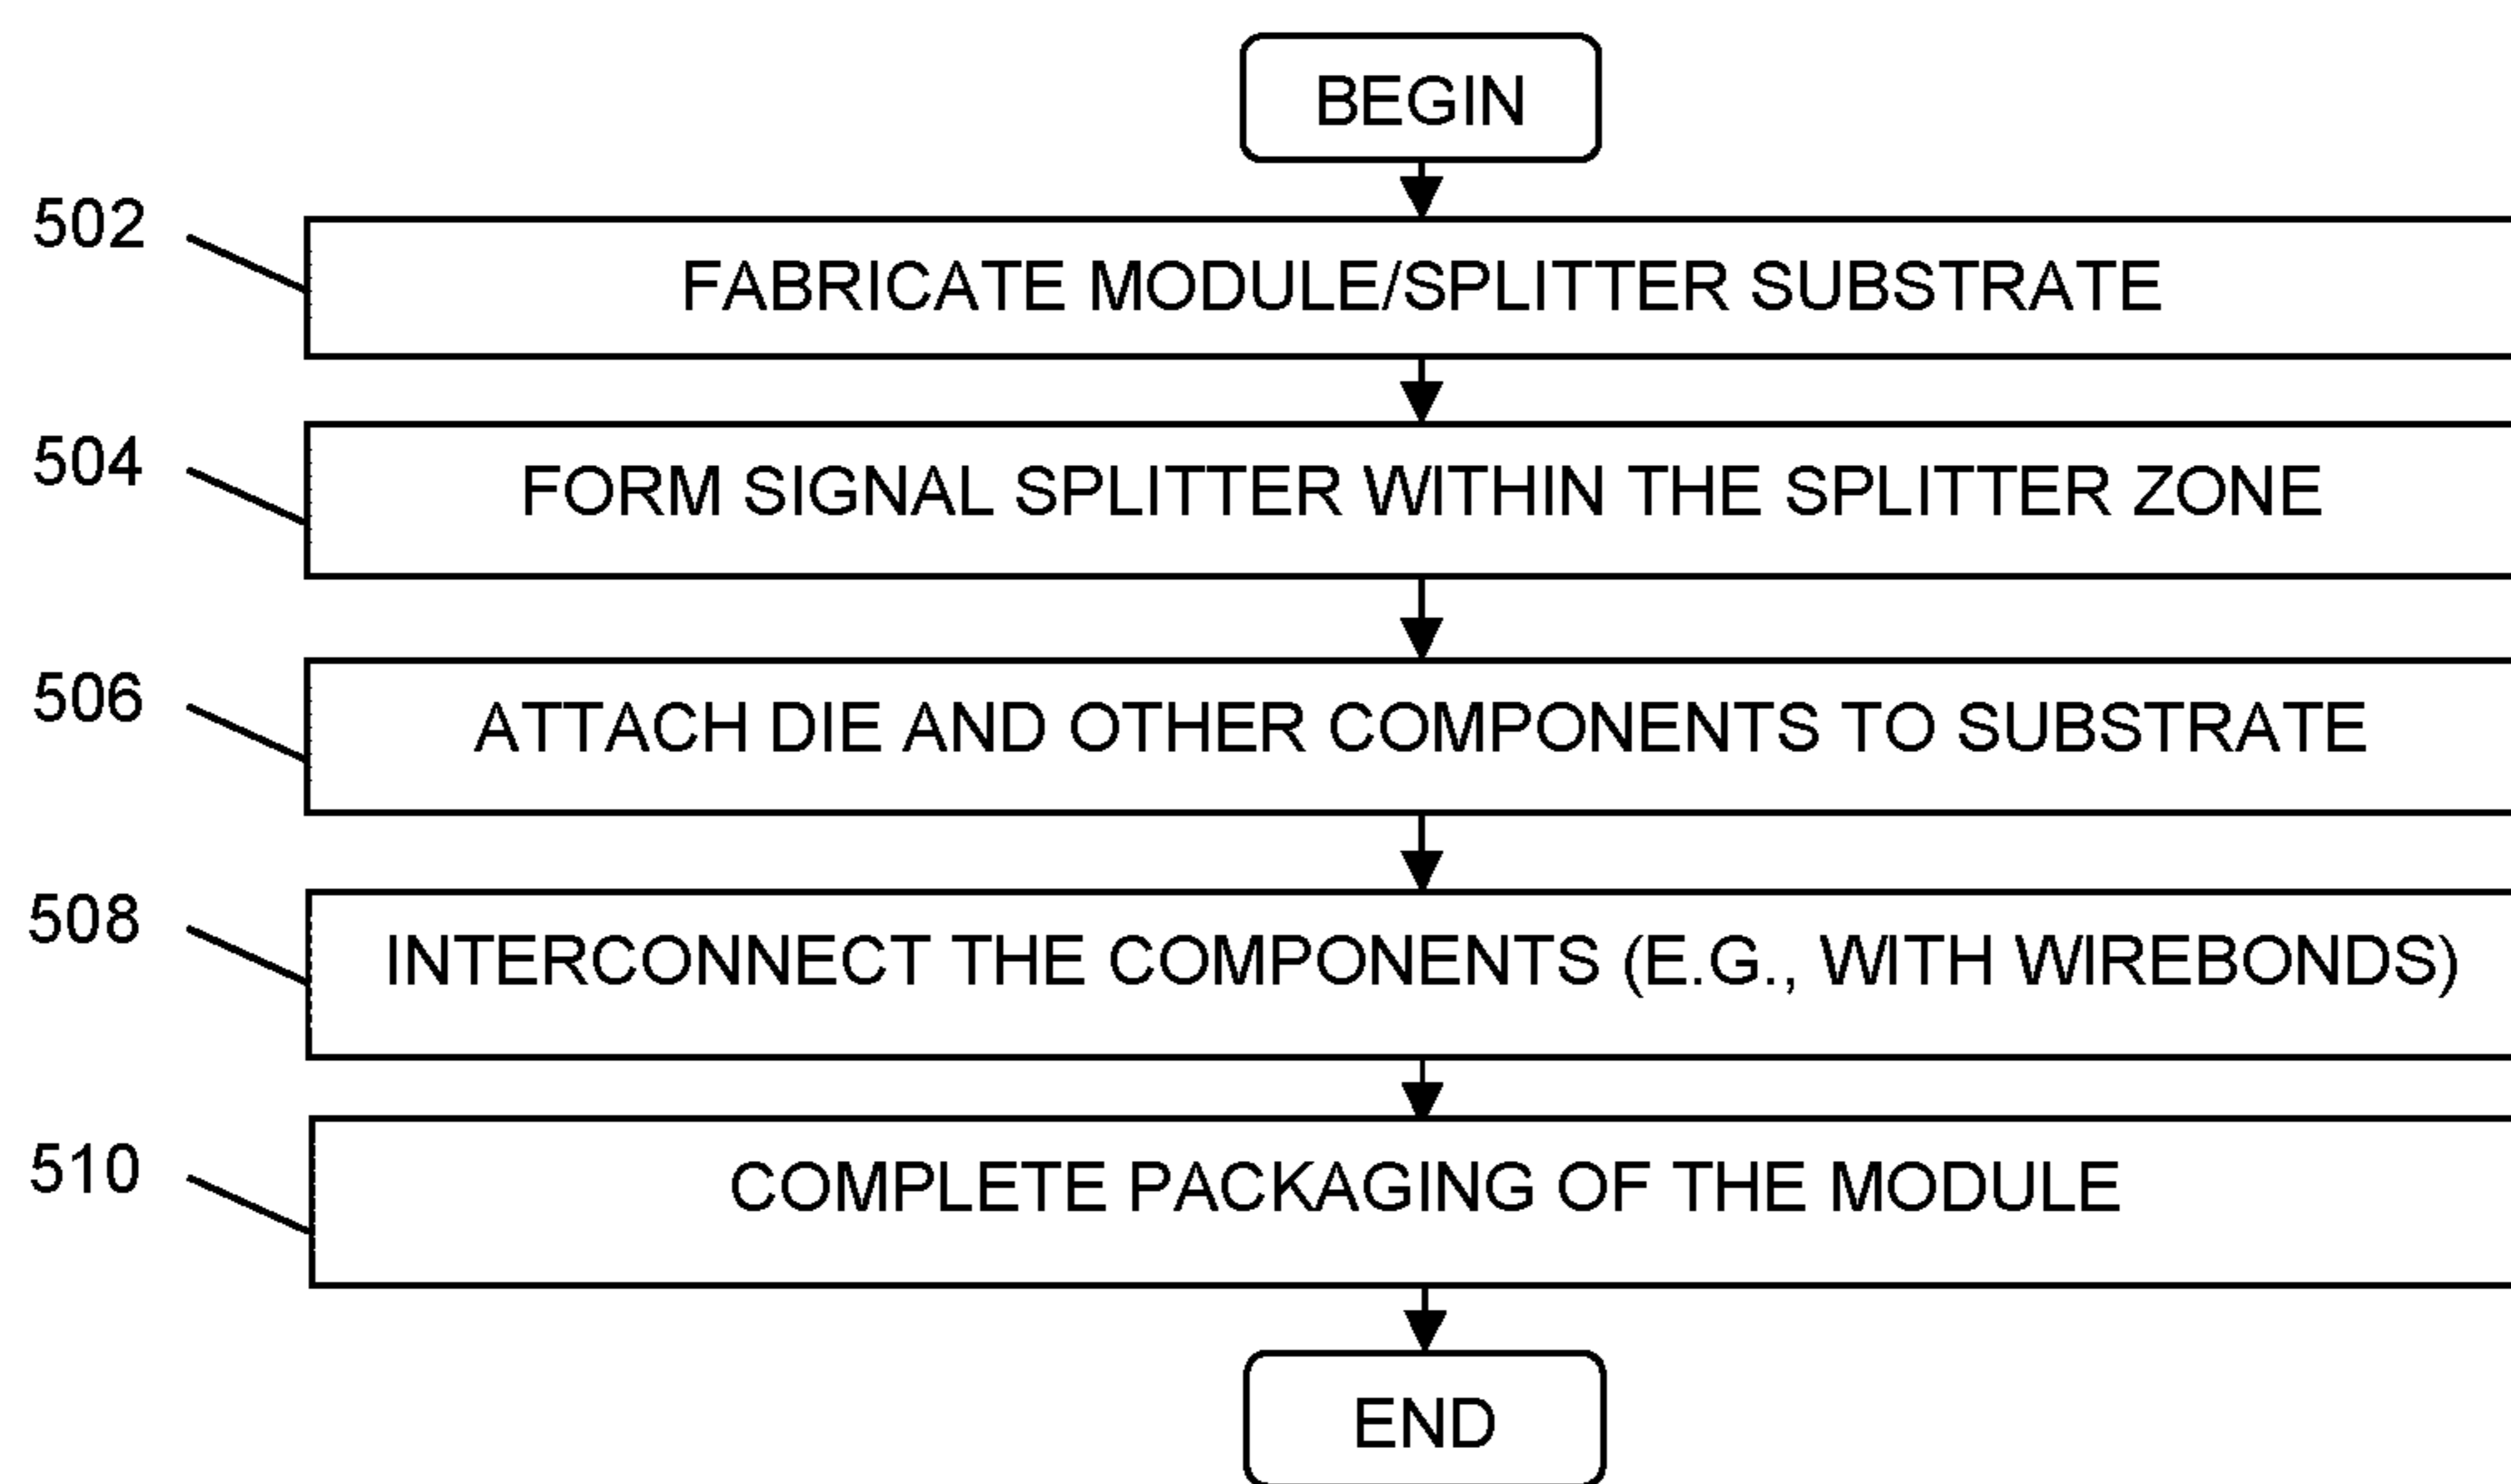 BEGIN
502
FABRICATE MODULE/SPLITTER SUBSTRATE
504
FORM SIGNAL SPLITTER WITHIN THE SPLITTER ZONE
506
ATTACH DIE AND OTHER COMPONENTS TO SUBSTRATE
508
INTERCONNECT THE COMPONENTS (E.G., WITH WIREBONDS)
510
COMPLETE PACKAGING OF THE MODULE
END